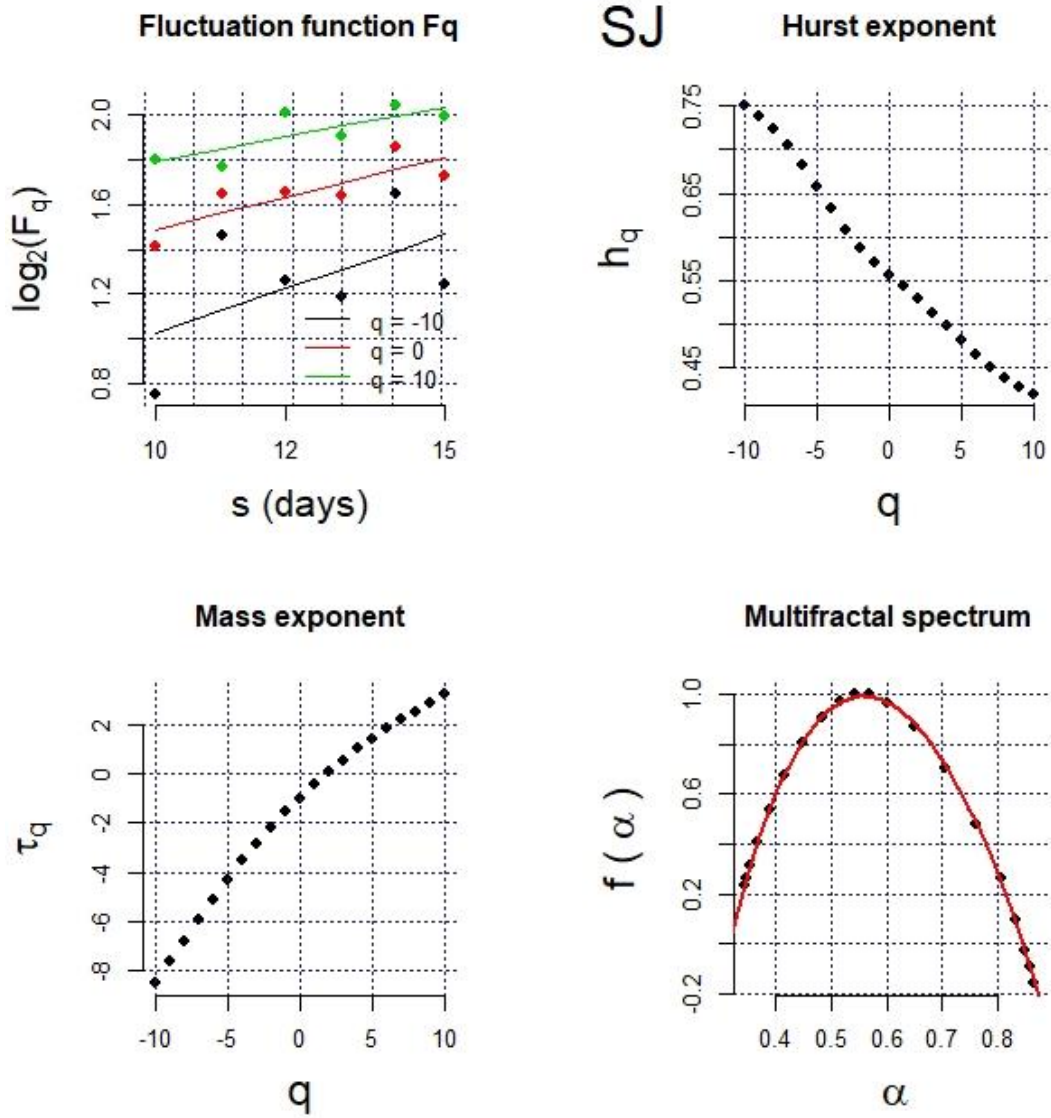 Fluctuation function Fq
log2(Fq)
2.0
1.6
1.2
0.8
q = -10
q = 0
q = 10
10 12 15
s (days)
SJ
Hurst exponent
hq
0.75
0.65
0.55
0.45
-10 -5 0 5 10
q
Mass exponent
τq
2
0
-2
-4
-6
-8
-10 -5 0 5 10
q
Multifractal spectrum
f ( α )
1.0
0.6
0.2
-0.2
0.4 0.5 0.6 0.7 0.8
α